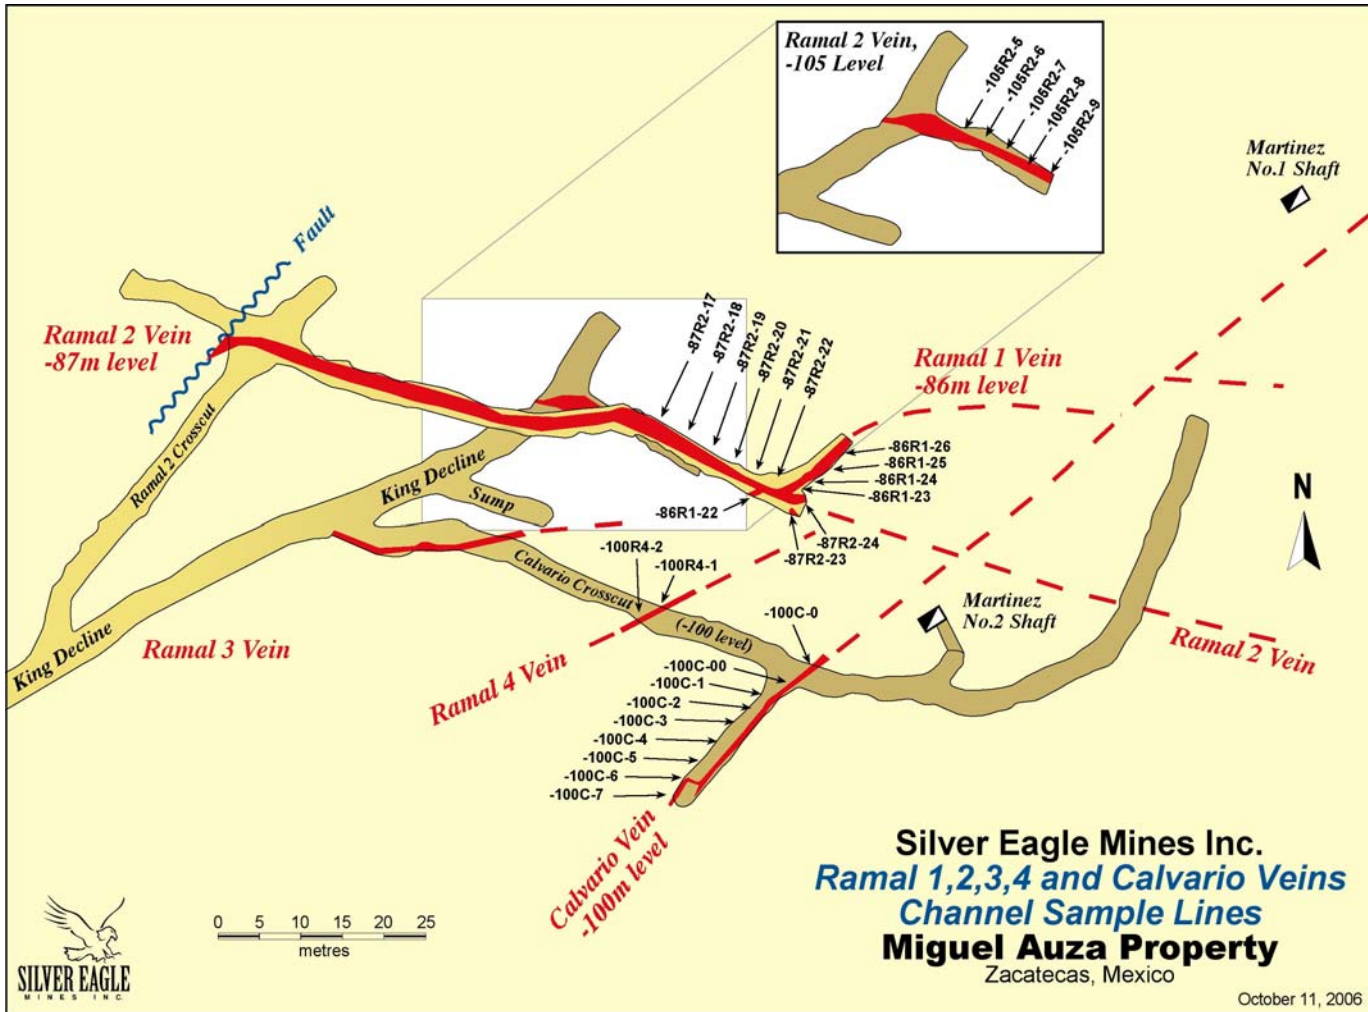 Ramal 2 Vein,
-105 Level
-105R2-5
-105R2-6
-105R2-7
-105R2-8
-105R2-9
Martinez
No.1 Shaft
Fault
Ramal 2 Vein
-87m level
-87R2-17
-87R2-18
-87R2-19
-87R2-20
-87R2-21
-87R2-22
Ramal 1 Vein
-86m level
Ramal 2 Crosscut
King Decline
Sump
-86R1-26
-86R1-25
-86R1-24
-86R1-23
-86R1-22
-87R2-24
-87R2-23
N
-100R4-2
-100R4-1
Calvario Crosscut
(-100 level)
-100C-0
Martinez
No.2 Shaft
Ramal 2 Vein
King Decline
Ramal 3 Vein
Ramal 4 Vein
-100C-00
-100C-1
-100C-2
-100C-3
-100C-4
-100C-5
-100C-6
-100C-7
Calvario Vein
-100m level
Silver Eagle Mines Inc.
Ramal 1,2,3,4 and Calvario Veins
Channel Sample Lines
Miguel Auza Property
Zacatecas, Mexico
October 11, 2006
0 5 10 15 20 25
metres
SILVER EAGLE
MINES INC.